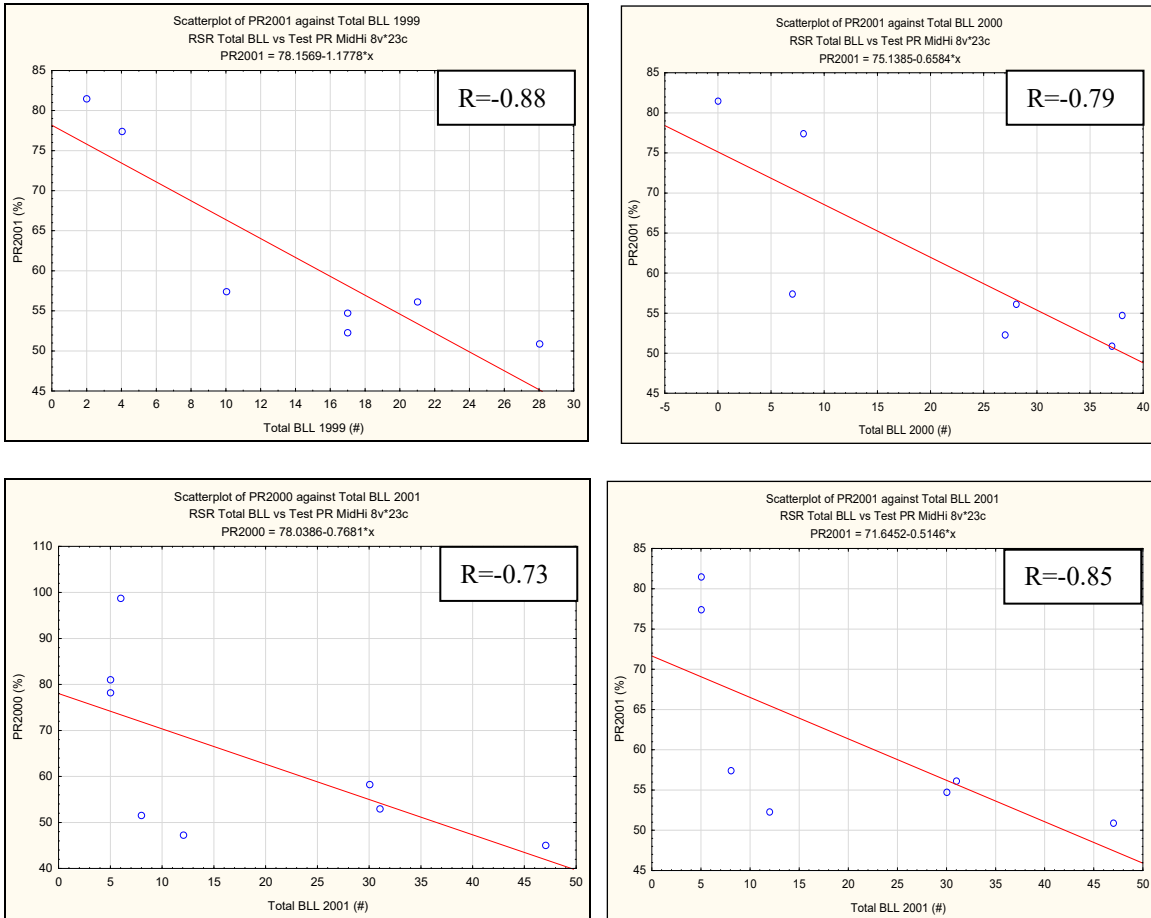 Scatterplot of PR2001 against Total BLL 1999
RSR Total BLL vs Test PR MidHi 8v*23c
PR2001 = 78.1569-1.1778*x
R=-0.88
85
80
75
70
65
60
55
50
45
PR2001 (%)
0 2 4 6 8 10 12 14 16 18 20 22 24 26 28 30
Total BLL 1999 (#)
Scatterplot of PR2001 against Total BLL 2000
RSR Total BLL vs Test PR MidHi 8v*23c
PR2001 = 75.1385-0.6584*x
R=-0.79
85
80
75
70
65
60
55
50
45
PR2001 (%)
-5 0 5 10 15 20 25 30 35 40
Total BLL 2000 (#)
Scatterplot of PR2000 against Total BLL 2001
RSR Total BLL vs Test PR MidHi 8v*23c
PR2000 = 78.0386-0.7681*x
R=-0.73
110
100
90
80
70
60
50
40
PR2000 (%)
0 5 10 15 20 25 30 35 40 45 50
Total BLL 2001 (#)
Scatterplot of PR2001 against Total BLL 2001
RSR Total BLL vs Test PR MidHi 8v*23c
PR2001 = 71.6452-0.5146*x
R=-0.85
85
80
75
70
65
60
55
50
45
PR2001 (%)
0 5 10 15 20 25 30 35 40 45 50
Total BLL 2001 (#)